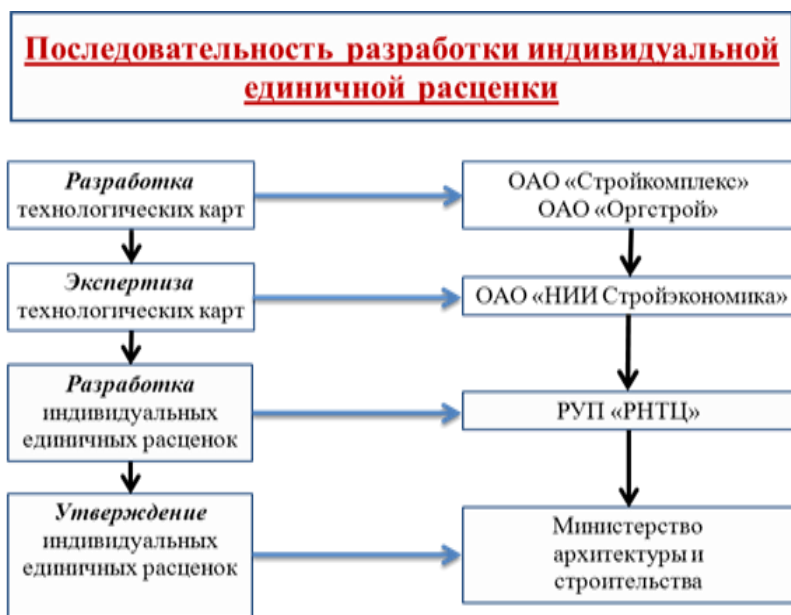 Последовательность разработки индивидуальной
единичной расценки
Разработка
технологических карт
ОАО «Стройкомплекс»
ОАО «Оргстрой»
Экспертиза
технологических карт
ОАО «НИИ Стройэкономика»
Разработка
индивидуальных
единичных расценок
РУП «РНТЦ»
Утверждение
индивидуальных
единичных расценок
Министерство
архитектуры и
строительства